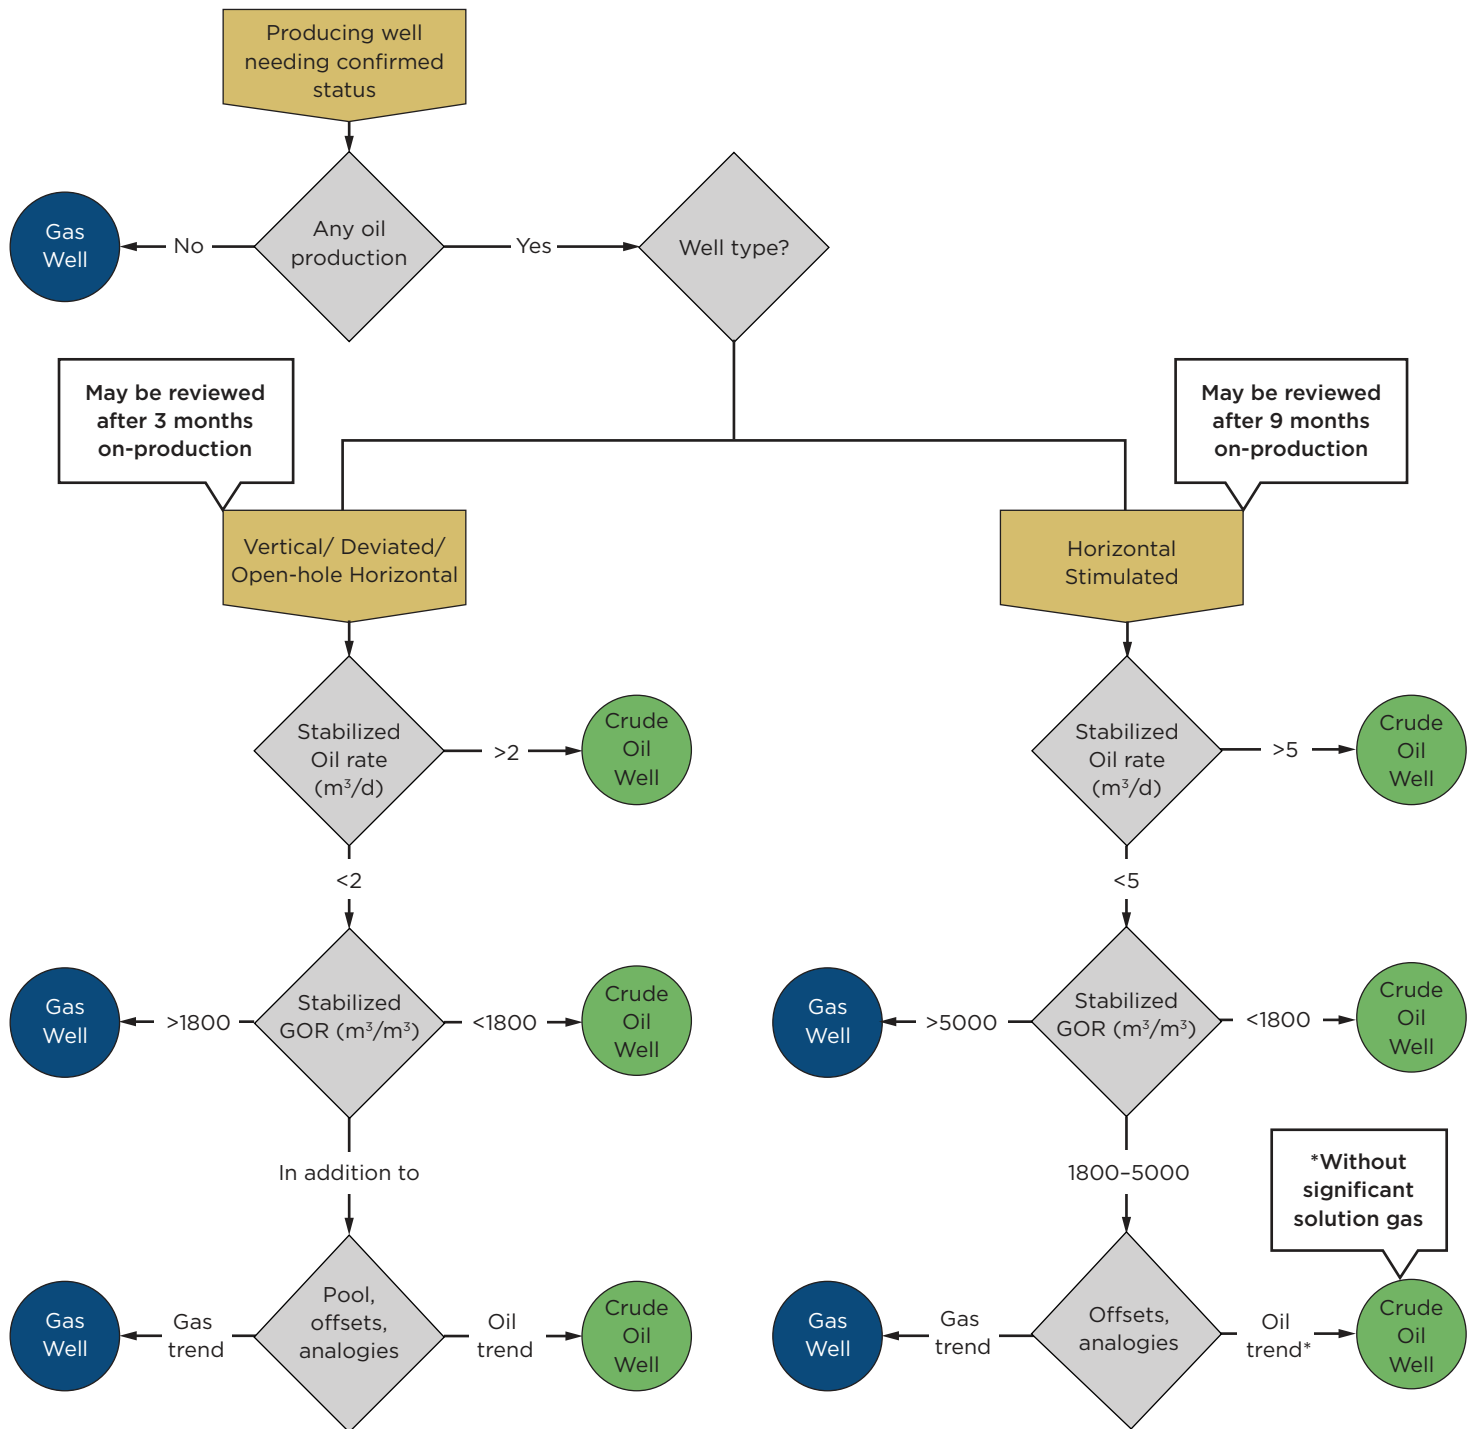 Producing well
needing confirmed
status
Any oil
production
No
Gas
Well
Yes
Well type?
May be reviewed
after 3 months
on-production
May be reviewed
after 9 months
on-production
Vertical/ Deviated/
Open-hole Horizontal
Horizontal
Stimulated
Stabilized
Oil rate
(m³/d)
>2
Crude
Oil
Well
<2
Stabilized
Oil rate
(m³/d)
>5
Crude
Oil
Well
<5
Gas
Well
>1800
Stabilized
GOR (m³/m³)
<1800
Crude
Oil
Well
Gas
Well
>5000
Stabilized
GOR (m³/m³)
<1800
Crude
Oil
Well
In addition to
1800–5000
*Without
significant
solution gas
Gas
Well
Gas
trend
Pool,
offsets,
analogies
Oil
trend
Crude
Oil
Well
Gas
Well
Gas
trend
Offsets,
analogies
Oil
trend*
Crude
Oil
Well